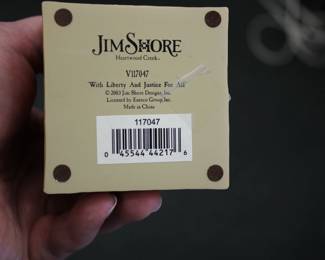 JIM SHORE
Heartwood Creek
V117047
'With Liberty And Justice For All'
© 2003 Jim Shore Designs, Inc.
Licensed by Enesco Group, Inc.
Made in China
117047
0 45544 44217 6